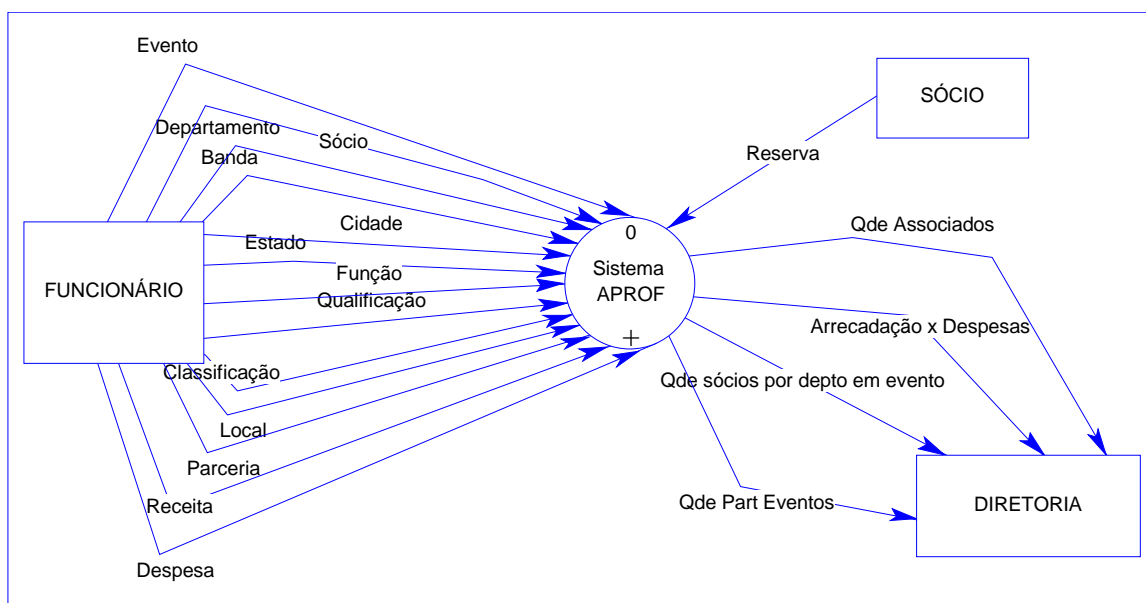 Evento
Departamento
Sócio
Banda
Cidade
Estado
Função
Qualificação
FUNCIONÁRIO
Classificação
Local
Parceria
Receita
Despesa
0
Sistema
APROF
+
SÓCIO
Reserva
Qde Associados
Arrecadação x Despesas
Qde sócios por depto em evento
Qde Part Eventos
DIRETORIA